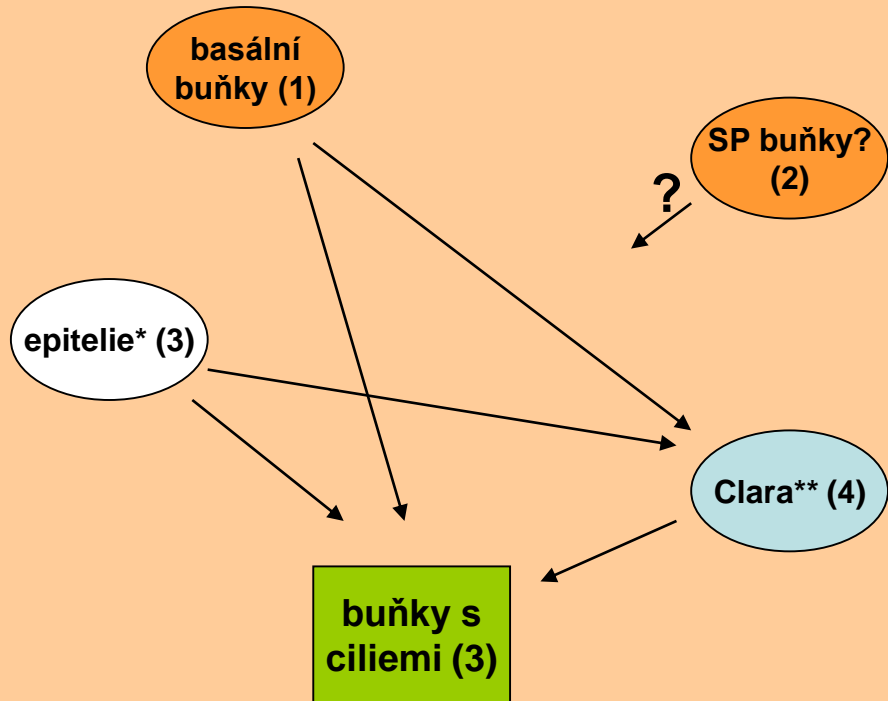 basální
buňky (1)
SP buňky?
(2)
?
epitelie* (3)
Clara** (4)
buňky s
ciliemi (3)